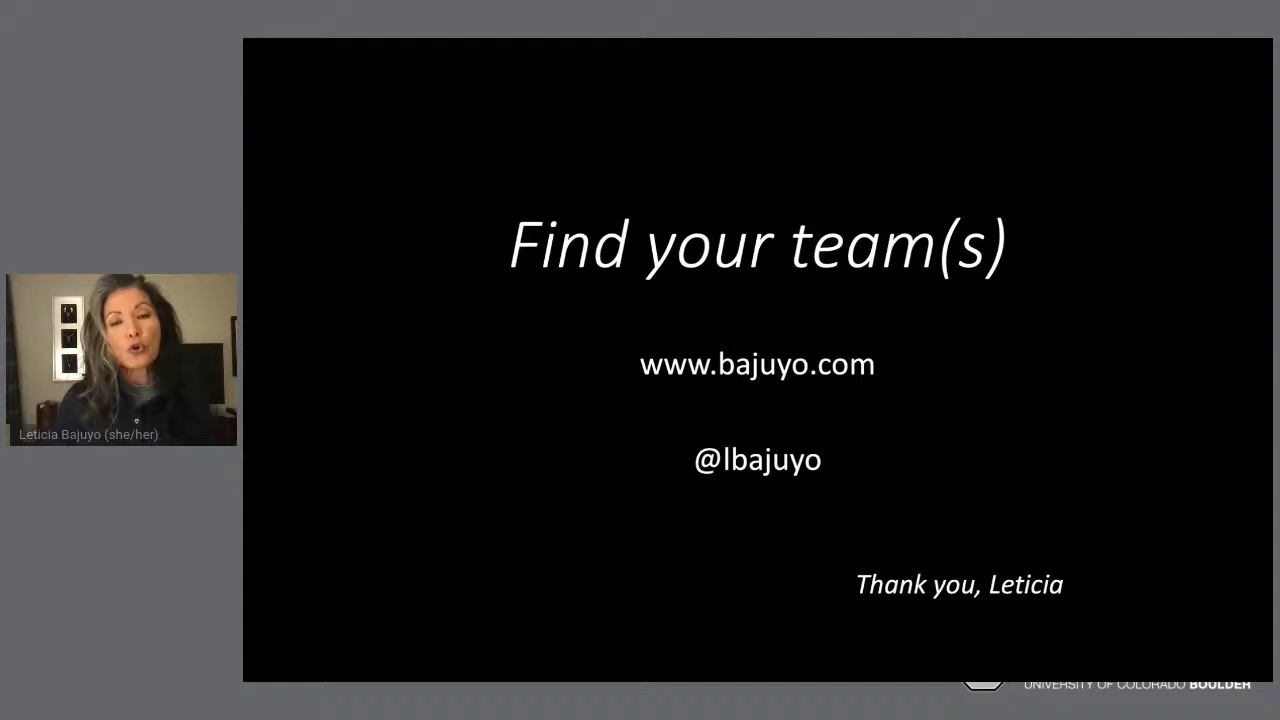 Find your team(s)
www.bajuyo.com
@lbajuyo
Thank you, Leticia
Leticia Bajuyo (she/her)
UNIVERSITY OF COLORADO BOULDER